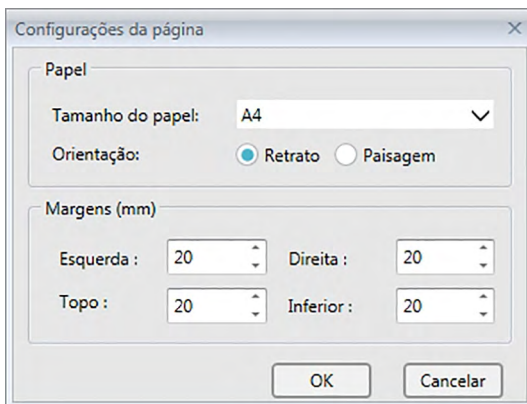 Configurações da página
Papel
Tamanho do papel: A4
Orientação: Retrato Paisagem
Margens (mm)
Esquerda : 20 Direita : 20
Topo : 20 Inferior : 20
OK Cancelar